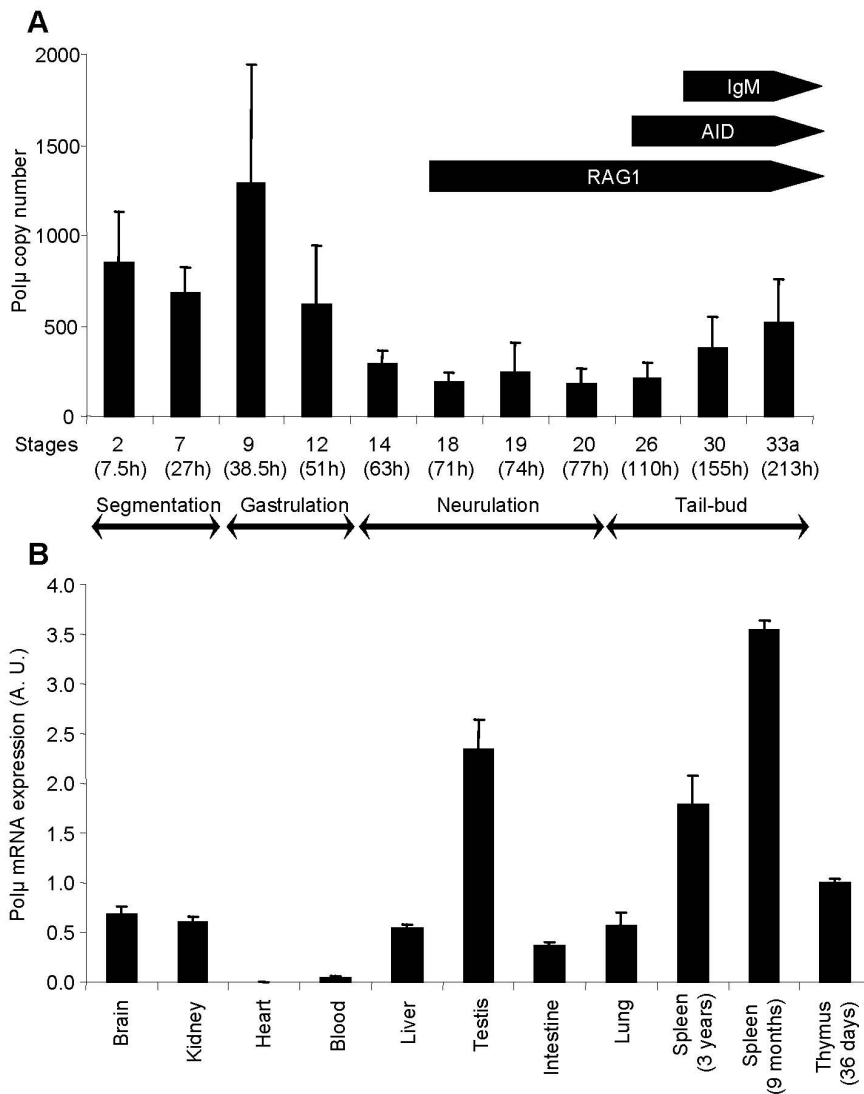 A
2000
1500
1000
500
0
Polμ copy number
IgM
AID
RAG1
Stages 2 7 9 12 14 18 19 20 26 30 33a
(7.5h) (27h) (38.5h) (51h) (63h) (71h) (74h) (77h) (110h) (155h) (213h)
Segmentation Gastrulation Neurulation Tail-bud
B
4.0
3.5
3.0
2.5
2.0
1.5
1.0
0.5
0.0
Polμ mRNA expression (A. U.)
Brain
Kidney
Heart
Blood
Liver
Testis
Intestine
Lung
Spleen
(3 years)
Spleen
(9 months)
Thymus
(36 days)